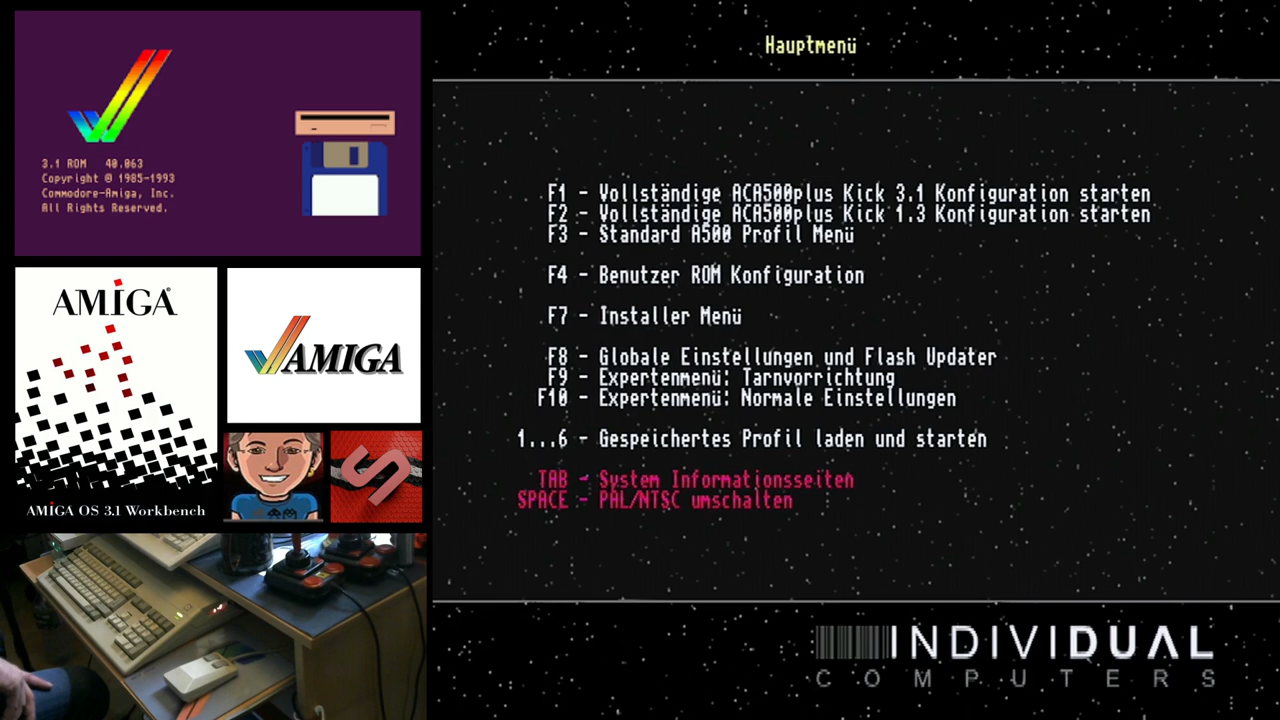 3.1 ROM 40.063
Copyright © 1985-1993
Commodore-Amiga, Inc.
All Rights Reserved.
AMIGA®
AMIGA OS 3.1 Workbench
AMIGA
Hauptmenü
F1 - Vollständige ACA500plus Kick 3.1 Konfiguration starten
F2 - Vollständige ACA500plus Kick 1.3 Konfiguration starten
F3 - Standard A500 Profil Menü
F4 - Benutzer ROM Konfiguration
F7 - Installer Menü
F8 - Globale Einstellungen und Flash Updater
F9 - Expertenmenü: Tarnvorrichtung
F10 - Expertenmenü: Normale Einstellungen
1...6 - Gespeichertes Profil laden und starten
TAB - System Informationsseiten
SPACE - PAL/NTSC umschalten
INDIVIDUAL
COMPUTERS